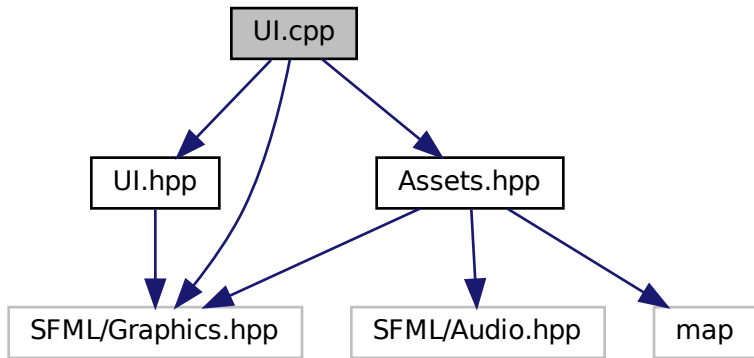 UI.cpp
UI.hpp
Assets.hpp
SFML/Graphics.hpp
SFML/Audio.hpp
map